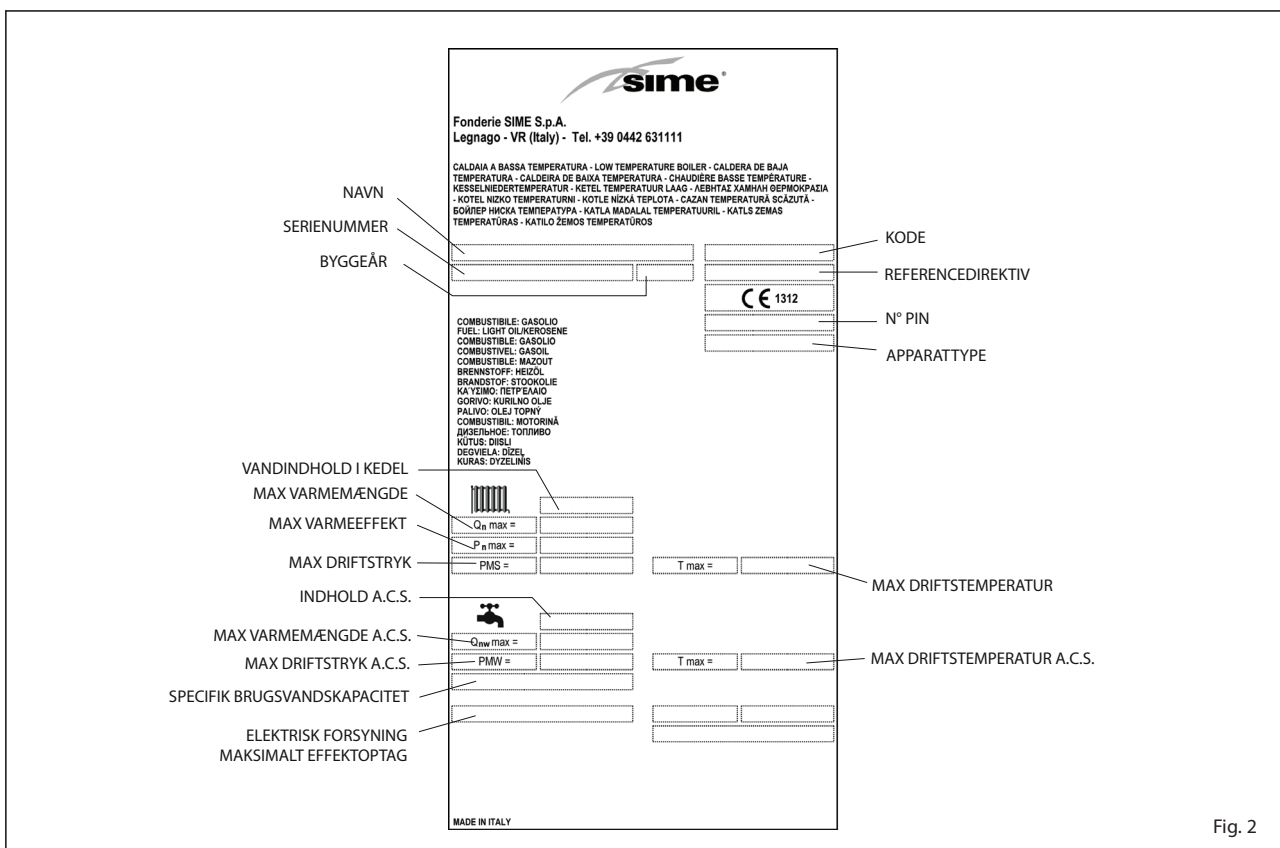 sime®
Fonderie SIME S.p.A.
Legnago - VR (Italy) - Tel. +39 0442 631111
CALDAIA A BASSA TEMPERATURA - LOW TEMPERATURE BOILER - CALDERA DE BAJA
TEMPERATURA - CALDEIRA DE BAIXA TEMPERATURA - CHAUDIÈRE BASSE TEMPÈRATURE -
KESSELNIEDERTEMPERATUR - KETEL TEMPERATUUR LAAG - ΛΕΒΗΤΑΣ ΧΑΜΗΛΗ ΘΕΡΜΟΚΡΑΣΙΑ
- KOTEL NIZKO TEMPERATURNI - KOTLE NÍZKÁ TEPLOTA - CAZAN TEMPERATURĂ SCĂZUTĂ -
БОЙЛЕР НИСКА ТЕМПЕРАТУРА - KATLA MADALAL TEMPERATUURIL - KATLS ZEMAS
TEMPERATŪRAS - KATILO ŽEMOS TEMPERATŪROS
NAVN
SERIENUMMER
BYGGEÅR
KODE
REFERENCEDIREKTIV
CE 1312
N° PIN
APPARATTYPE
COMBUSTIBILE: GASOLIO
FUEL: LIGHT OIL/KEROSENE
COMBUSTIBLE: GASOLIO
COMBUSTIVEL: GASOIL
COMBUSTIBLE: MAZOUT
BRENNSTOFF: HEIZÖL
BRANDSTOF: STOOKOLIE
ΚΑΎΣΙΜΟ: ΠΕΤΡΈΛΑΙΟ
GORIVO: KURILNO OLJE
PALIVO: OLEJ TOPNÝ
COMBUSTIBIL: MOTORINĂ
ДИЗЕЛЬНОЕ: ТОПЛИВО
KÜTUS: DIISLI
DEGVIELA: DĪZEĻ
KURAS: DYZELINIS
VANDINDHOLD I KEDEL
MAX VARMEMÆNGDE
Qn max =
MAX VARMEEFFEKT
Pn max =
MAX DRIFTSTRYK
PMS =
T max =
MAX DRIFTSTEMPERATUR
INDHOLD A.C.S.
MAX VARMEMÆNGDE A.C.S.
Qnw max =
MAX DRIFTSTRYK A.C.S.
PMW =
T max =
MAX DRIFTSTEMPERATUR A.C.S.
SPECIFIK BRUGSVANDSKAPACITET
ELEKTRISK FORSYNING
MAKSIMALT EFFEKTOPTAG
MADE IN ITALY
Fig. 2